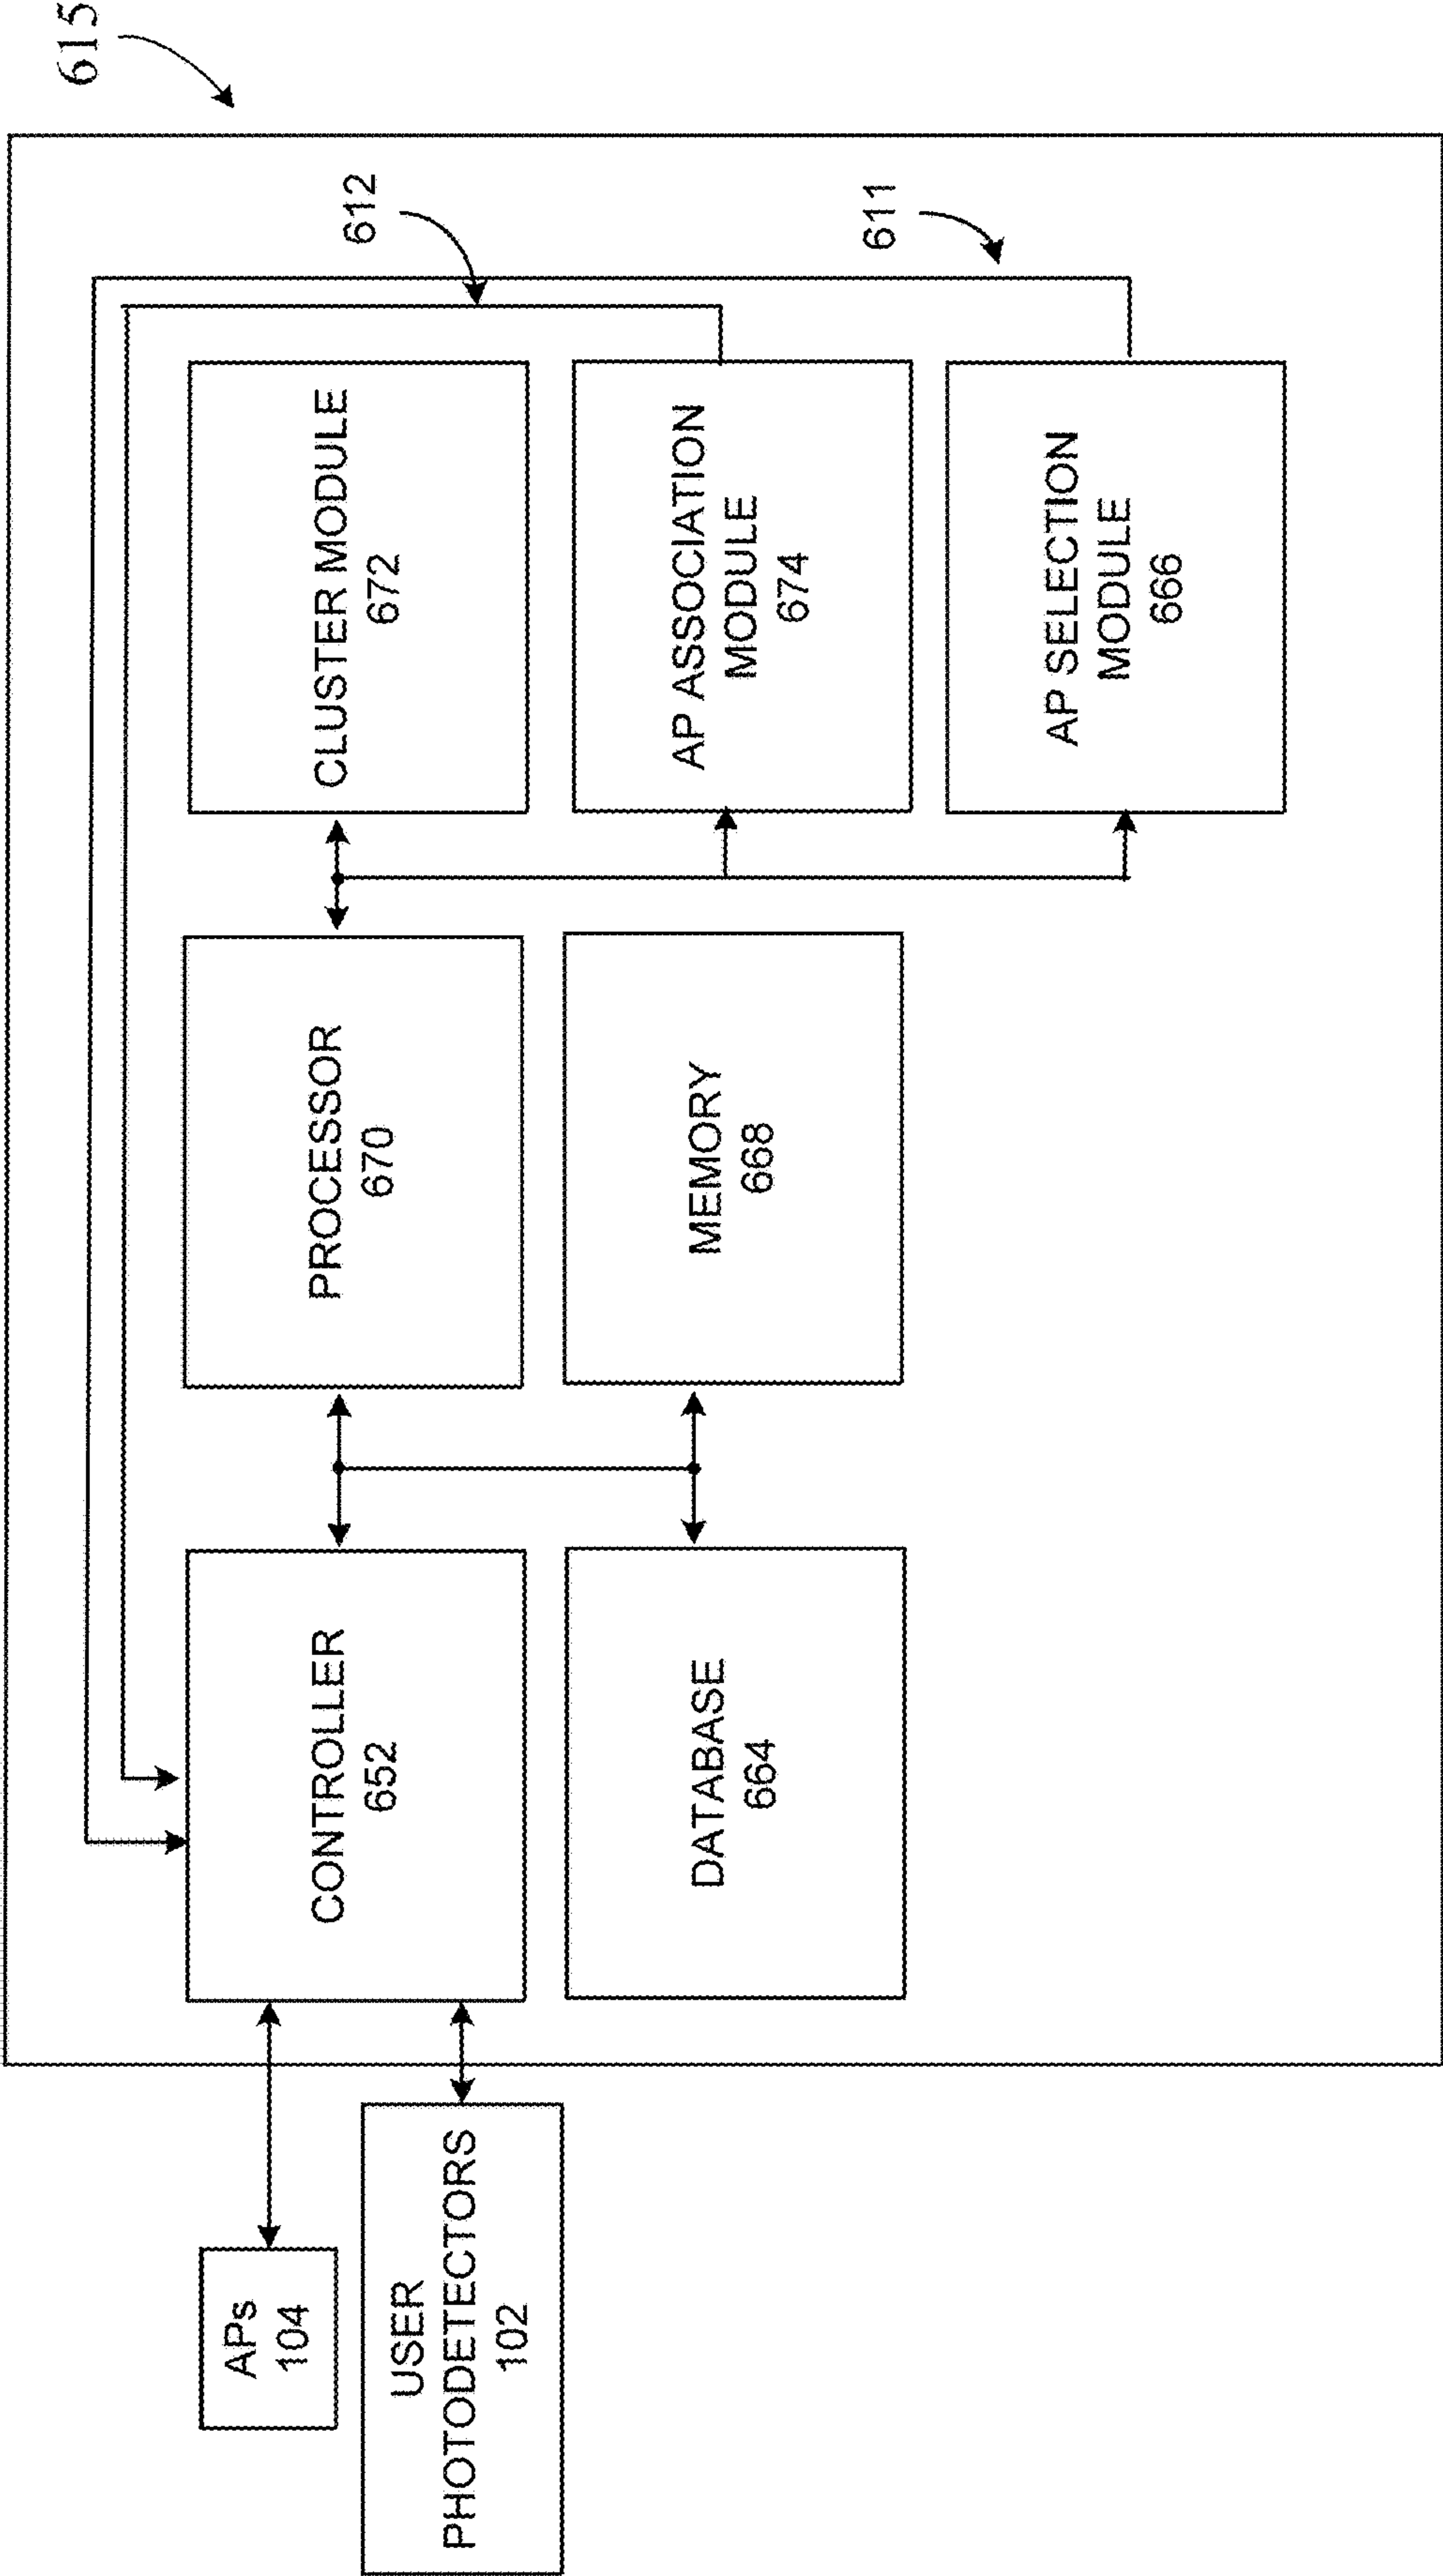 615
612
611
APs
104
USER
PHOTODETECTORS
102
CONTROLLER
652
PROCESSOR
670
CLUSTER MODULE
672
DATABASE
664
MEMORY
668
AP ASSOCIATION
MODULE
674
AP SELECTION
MODULE
666